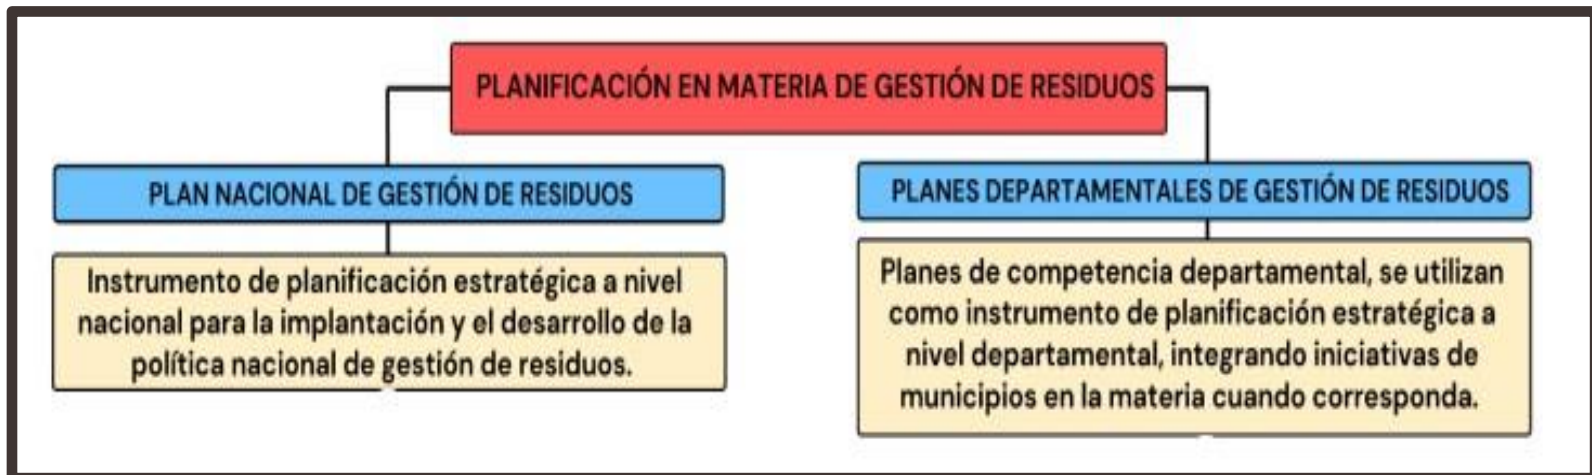 PLANIFICACIÓN EN MATERIA DE GESTIÓN DE RESIDUOS
PLAN NACIONAL DE GESTIÓN DE RESIDUOS
Instrumento de planificación estratégica a nivel
nacional para la implantación y el desarrollo de la
política nacional de gestión de residuos.
PLANES DEPARTAMENTALES DE GESTIÓN DE RESIDUOS
Planes de competencia departamental, se utilizan
como instrumento de planificación estratégica a
nivel departamental, integrando iniciativas de
municipios en la materia cuando corresponda.